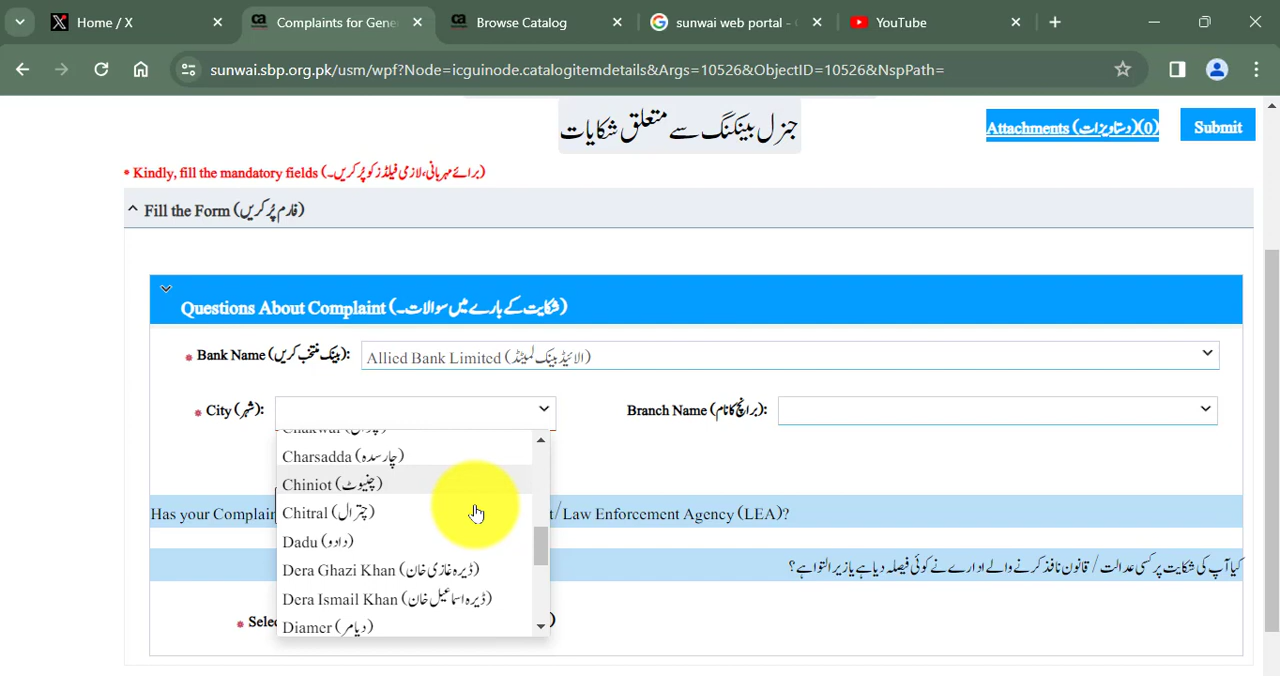 Home / X
Complaints for Gene
Browse Catalog
sunwai web portal -
YouTube
sunwai.sbp.org.pk/usm/wpf?Node=icguinode.catalogitemdetails&Args=10526&ObjectID=10526&NspPath=
جنرل بینکنگ سے متعلق شکایات
Attachments (دستاویزات)(0)
Submit
* Kindly, fill the mandatory fields (برائے مہربانی،لازمی فیلڈز کو پُر کریں۔)
Fill the Form (فارم پُر کریں)
Questions About Complaint (شکایت کے بارے میں سوالات۔)
* Bank Name (بینک منتخب کریں):
Allied Bank Limited (الائیڈ بینک لمیٹڈ)
* City (شہر):
Branch Name (برانچ کا نام):
Charsadda (چارسدہ)
Chiniot (چنیوٹ)
Chitral (چترال)
Dadu (دادو)
Dera Ghazi Khan (ڈیرہ غازی خان)
Dera Ismail Khan (ڈیرہ اسماعیل خان)
Diamer (دیامر)
Has your Complain
t/Law Enforcement Agency (LEA)?
کیا آپ کی شکایت پر کسی عدالت / قانون نافذ کرنے والے ادارے نے کوئی فیصلہ دیا ہے یا زیر التوا ہے؟
* Selec